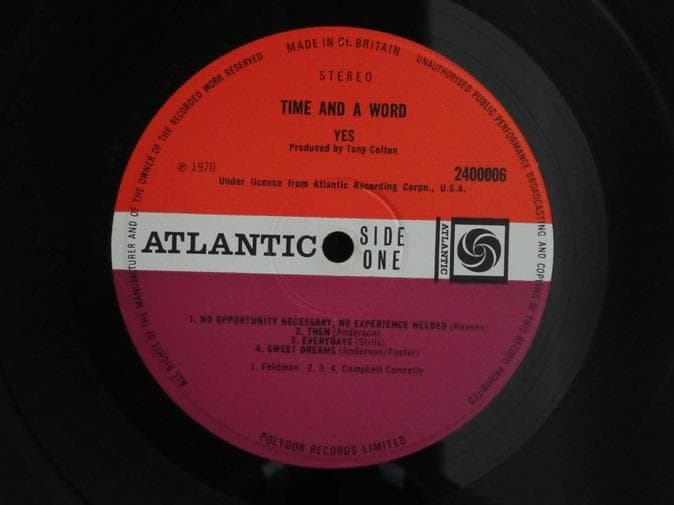 MADE IN Gt. BRITAIN
ALL RIGHTS OF THE MANUFACTURER AND OF THE OWNER OF THE RECORDED WORK RESERVED
UNAUTHORISED PUBLIC PERFORMANCE BROADCASTING AND COPYING OF THIS RECORD PROHIBITED
STEREO
TIME AND A WORD
YES
Produced by Tony Colton
℗ 1970
2400006
Under licence from Atlantic Recording Corpn., U.S.A.
ATLANTIC
SIDE
ONE
ATLANTIC
1. NO OPPORTUNITY NECESSARY, NO EXPERIENCE NEEDED (Havens)
2. THEN (Anderson)
3. EVERYDAYS (Stills)
4. SWEET DREAMS (Anderson/Foster)
1. Feldman. 2. 3. 4. Campbell Connelly
POLYDOR RECORDS LIMITED